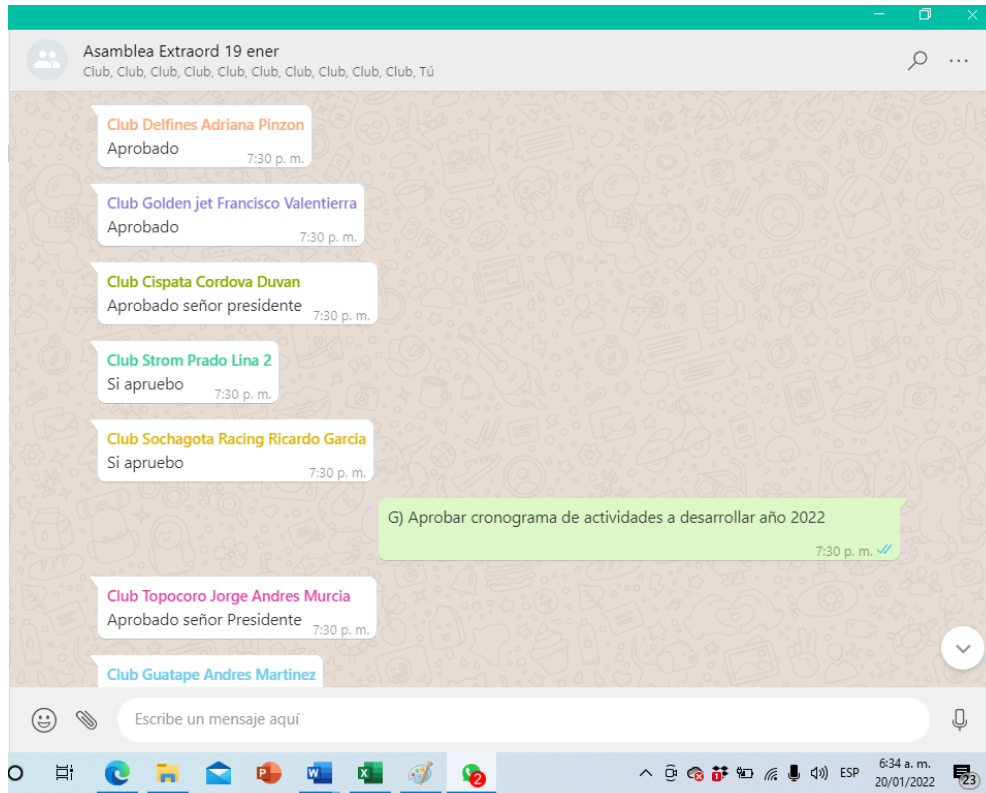 Asamblea Extraord 19 ener
Club, Club, Club, Club, Club, Club, Club, Club, Club, Club, Tú
Club Delfines Adriana Pinzon
Aprobado
7:30 p. m.
Club Golden jet Francisco Valentierra
Aprobado
7:30 p. m.
Club Cispata Cordova Duvan
Aprobado señor presidente
7:30 p. m.
Club Strom Prado Lina 2
Si apruebo
7:30 p. m.
Club Sochagota Racing Ricardo Garcia
Si apruebo
7:30 p. m.
G) Aprobar cronograma de actividades a desarrollar año 2022
7:30 p. m.
Club Topocoro Jorge Andres Murcia
Aprobado señor Presidente
7:30 p. m.
Club Guatape Andres Martinez
Escribe un mensaje aquí
2
ESP
6:34 a. m.
20/01/2022
23